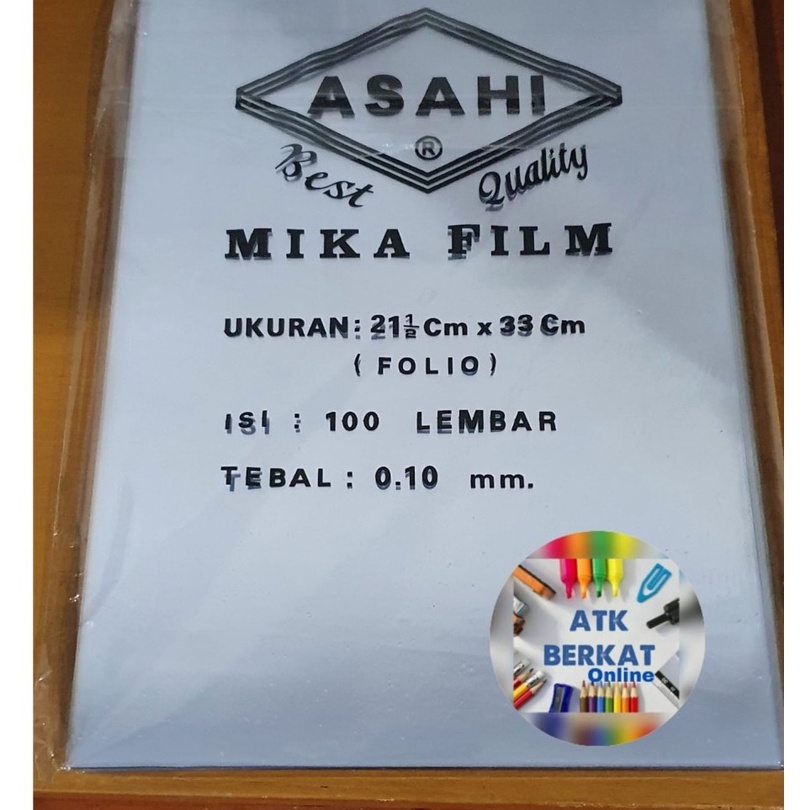 ASAHI
®
Best Quality
MIKA FILM
UKURAN: 21½ Cm x 33 Cm
( FOLIO )
ISI : 100 LEMBAR
TEBAL : 0.10 mm.
ATK
BERKAT
Online